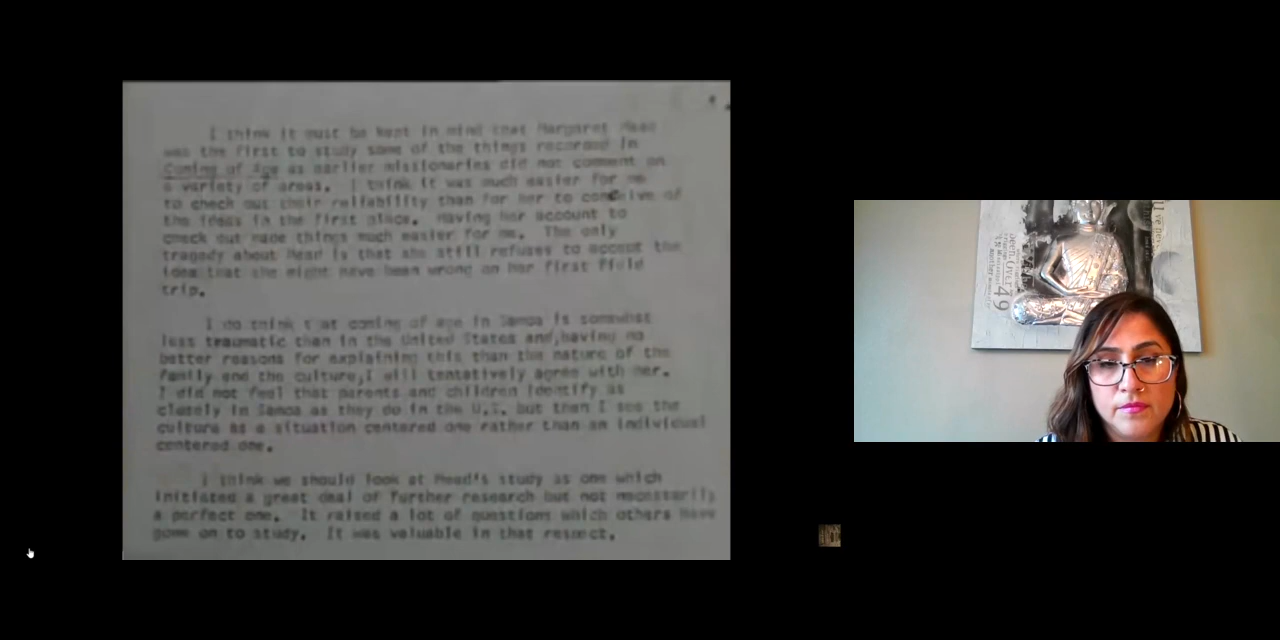 I think it must be kept in mind that Margaret Mead
was the first to study some of the things recorded in
Coming of Age as earlier missionaries did not comment on
a variety of areas. I think it was much easier for me
to check out their reliability than for her to conceive of
the ideas in the first place. Having her account to
check out made things much easier for me. The only
tragedy about Mead is that she still refuses to accept the
idea that she might have been wrong on her first field
trip.
I do think that coming of age in Samoa is somewhat
less traumatic than in the United States and, having no
better reasons for explaining this than the nature of the
family and the culture, I will tentatively agree with her.
I did not feel that parents and children identify as
closely in Samoa as they do in the U.S. but then I see the
culture as a situation centered one rather than an individual
centered one.
I think we should look at Mead's study as one which
initiated a great deal of further research but not necessarily
a perfect one. It raised a lot of questions which others have
gone on to study. It was valuable in that respect.
49